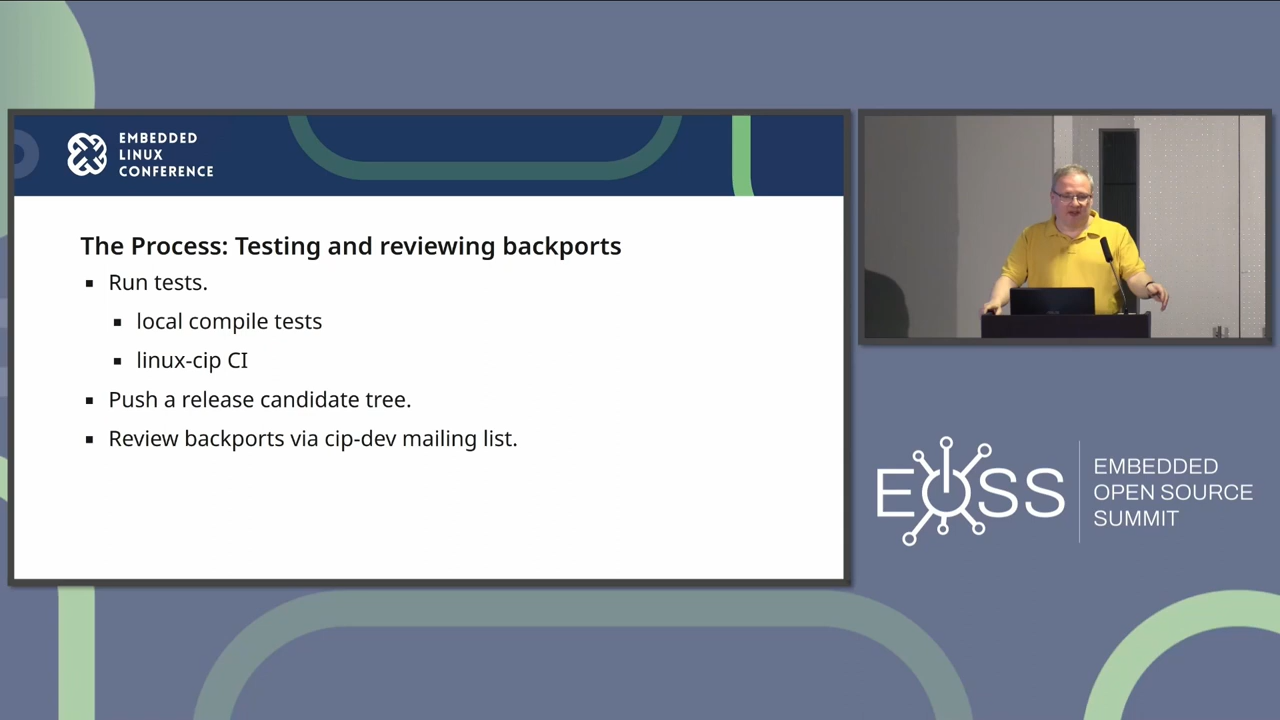 EMBEDDED
LINUX
CONFERENCE
The Process: Testing and reviewing backports
Run tests.
local compile tests
linux-cip CI
Push a release candidate tree.
Review backports via cip-dev mailing list.
EOSS
EMBEDDED
OPEN SOURCE
SUMMIT